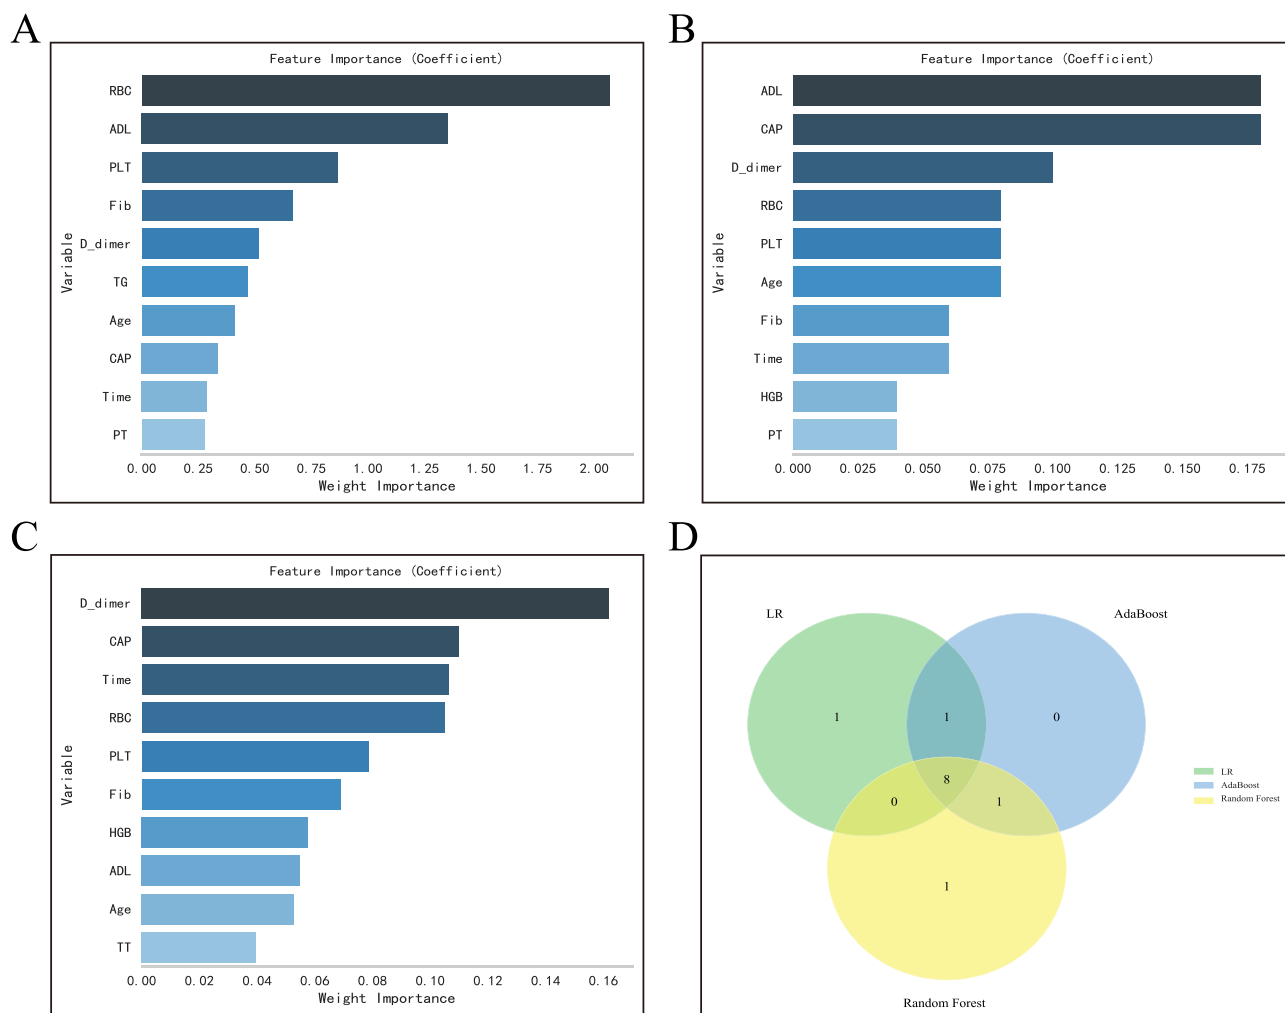 A
Feature Importance (Coefficient)
Variable
RBC
ADL
PLT
Fib
D_dimer
TG
Age
CAP
Time
PT
0.00 0.25 0.50 0.75 1.00 1.25 1.50 1.75 2.00
Weight Importance
B
Feature Importance (Coefficient)
Variable
ADL
CAP
D_dimer
RBC
PLT
Age
Fib
Time
HGB
PT
0.000 0.025 0.050 0.075 0.100 0.125 0.150 0.175
Weight Importance
C
Feature Importance (Coefficient)
Variable
D_dimer
CAP
Time
RBC
PLT
Fib
HGB
ADL
Age
TT
0.00 0.02 0.04 0.06 0.08 0.10 0.12 0.14 0.16
Weight Importance
D
LR
AdaBoost
1
1
0
8
0
1
1
Random Forest
LR
AdaBoost
Random Forest